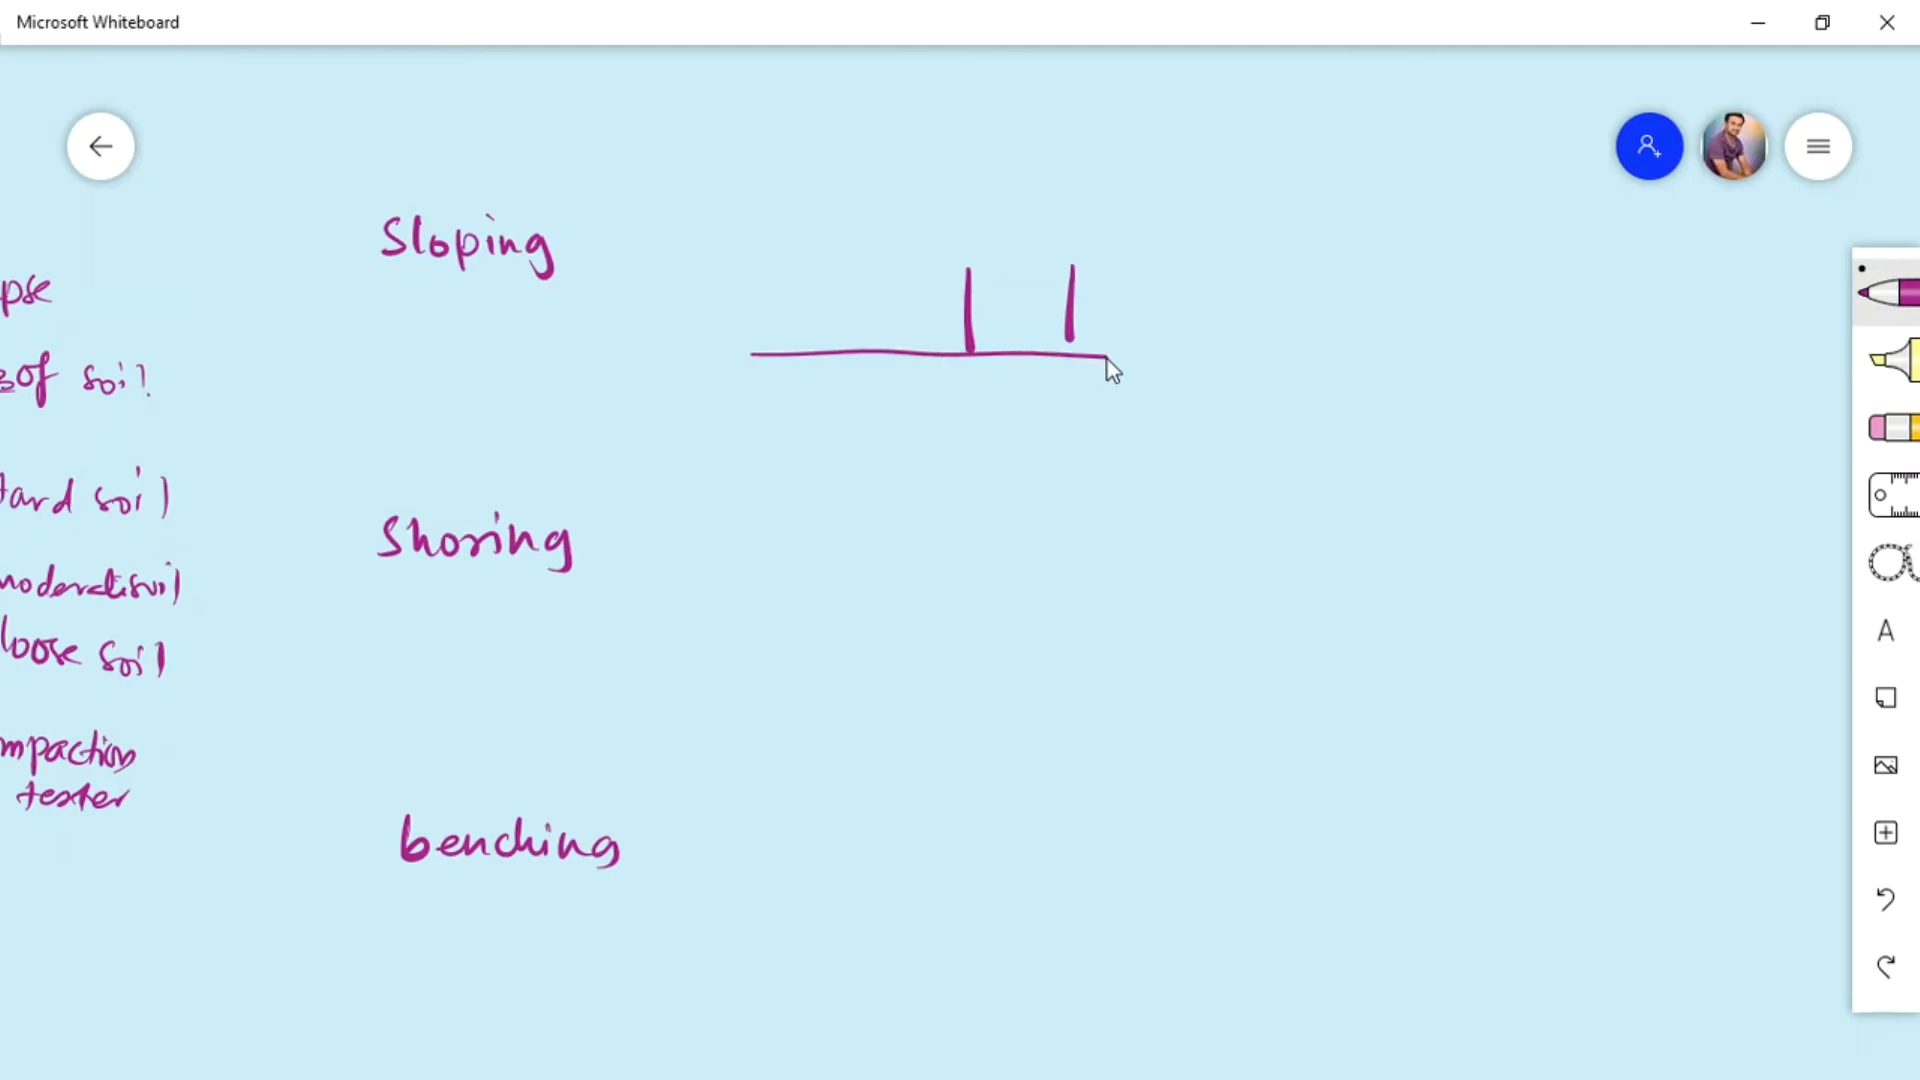 Microsoft Whiteboard
Sloping
pse
of soil
ard soil
moderate soil
loose soil
mpaction
tester
Shoring
benching
A